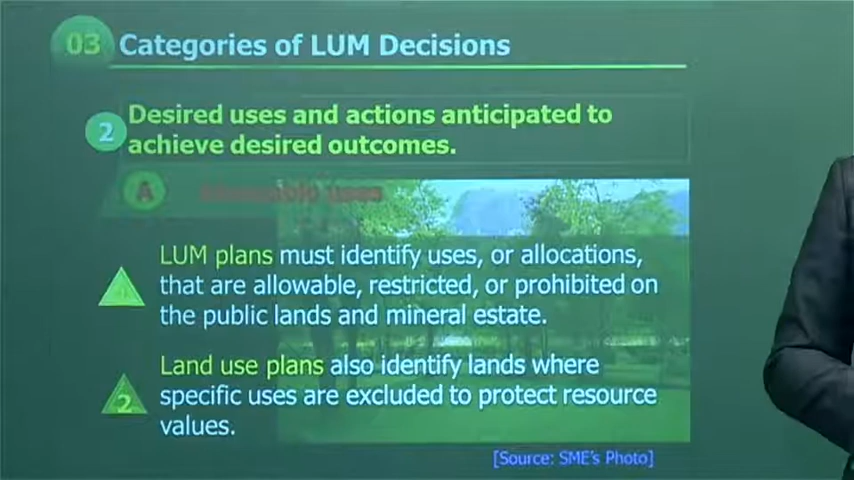 03 Categories of LUM Decisions
2 Desired uses and actions anticipated to
achieve desired outcomes.
A uses
LUM plans must identify uses, or allocations,
that are allowable, restricted, or prohibited on
the public lands and mineral estate.
2 Land use plans also identify lands where
specific uses are excluded to protect resource
values.
[Source: SME's Photo]